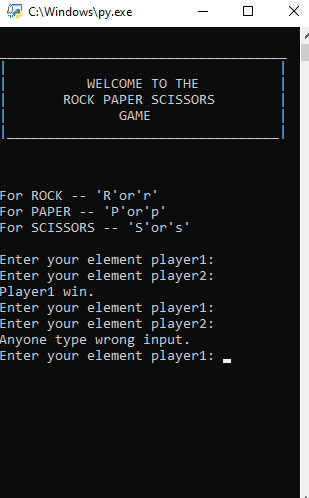 C:\Windows\py.exe
WELCOME TO THE
ROCK PAPER SCISSORS
GAME
For ROCK -- 'R'or'r'
For PAPER -- 'P'or'p'
For SCISSORS -- 'S'or's'
Enter your element player1:
Enter your element player2:
Player1 win.
Enter your element player1:
Enter your element player2:
Anyone type wrong input.
Enter your element player1: